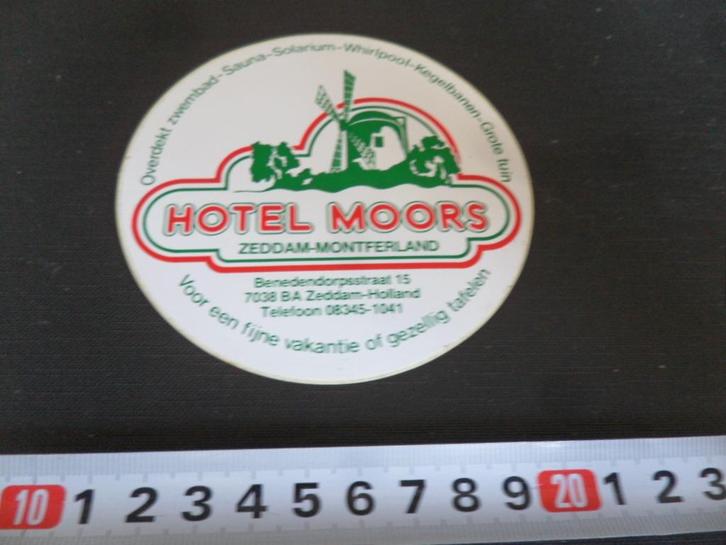 Overdekt zwembad-Sauna-Solarium-Whirlpool-Kegelbanen-Grote tuin
HOTEL MOORS
ZEDDAM-MONTFERLAND
Benedendorpsstraat 15
7038 BA Zeddam-Holland
Telefoon 08345-1041
Voor een fijne vakantie of gezellig tafelen
10 1 2 3 4 5 6 7 8 9 20 1 2 3